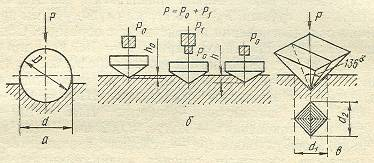 P = P₀ + P₁
P
D
d
а
P₀
h₀
P₁
P₀
h
P₀
б
P
136°
d₂
d₁
в